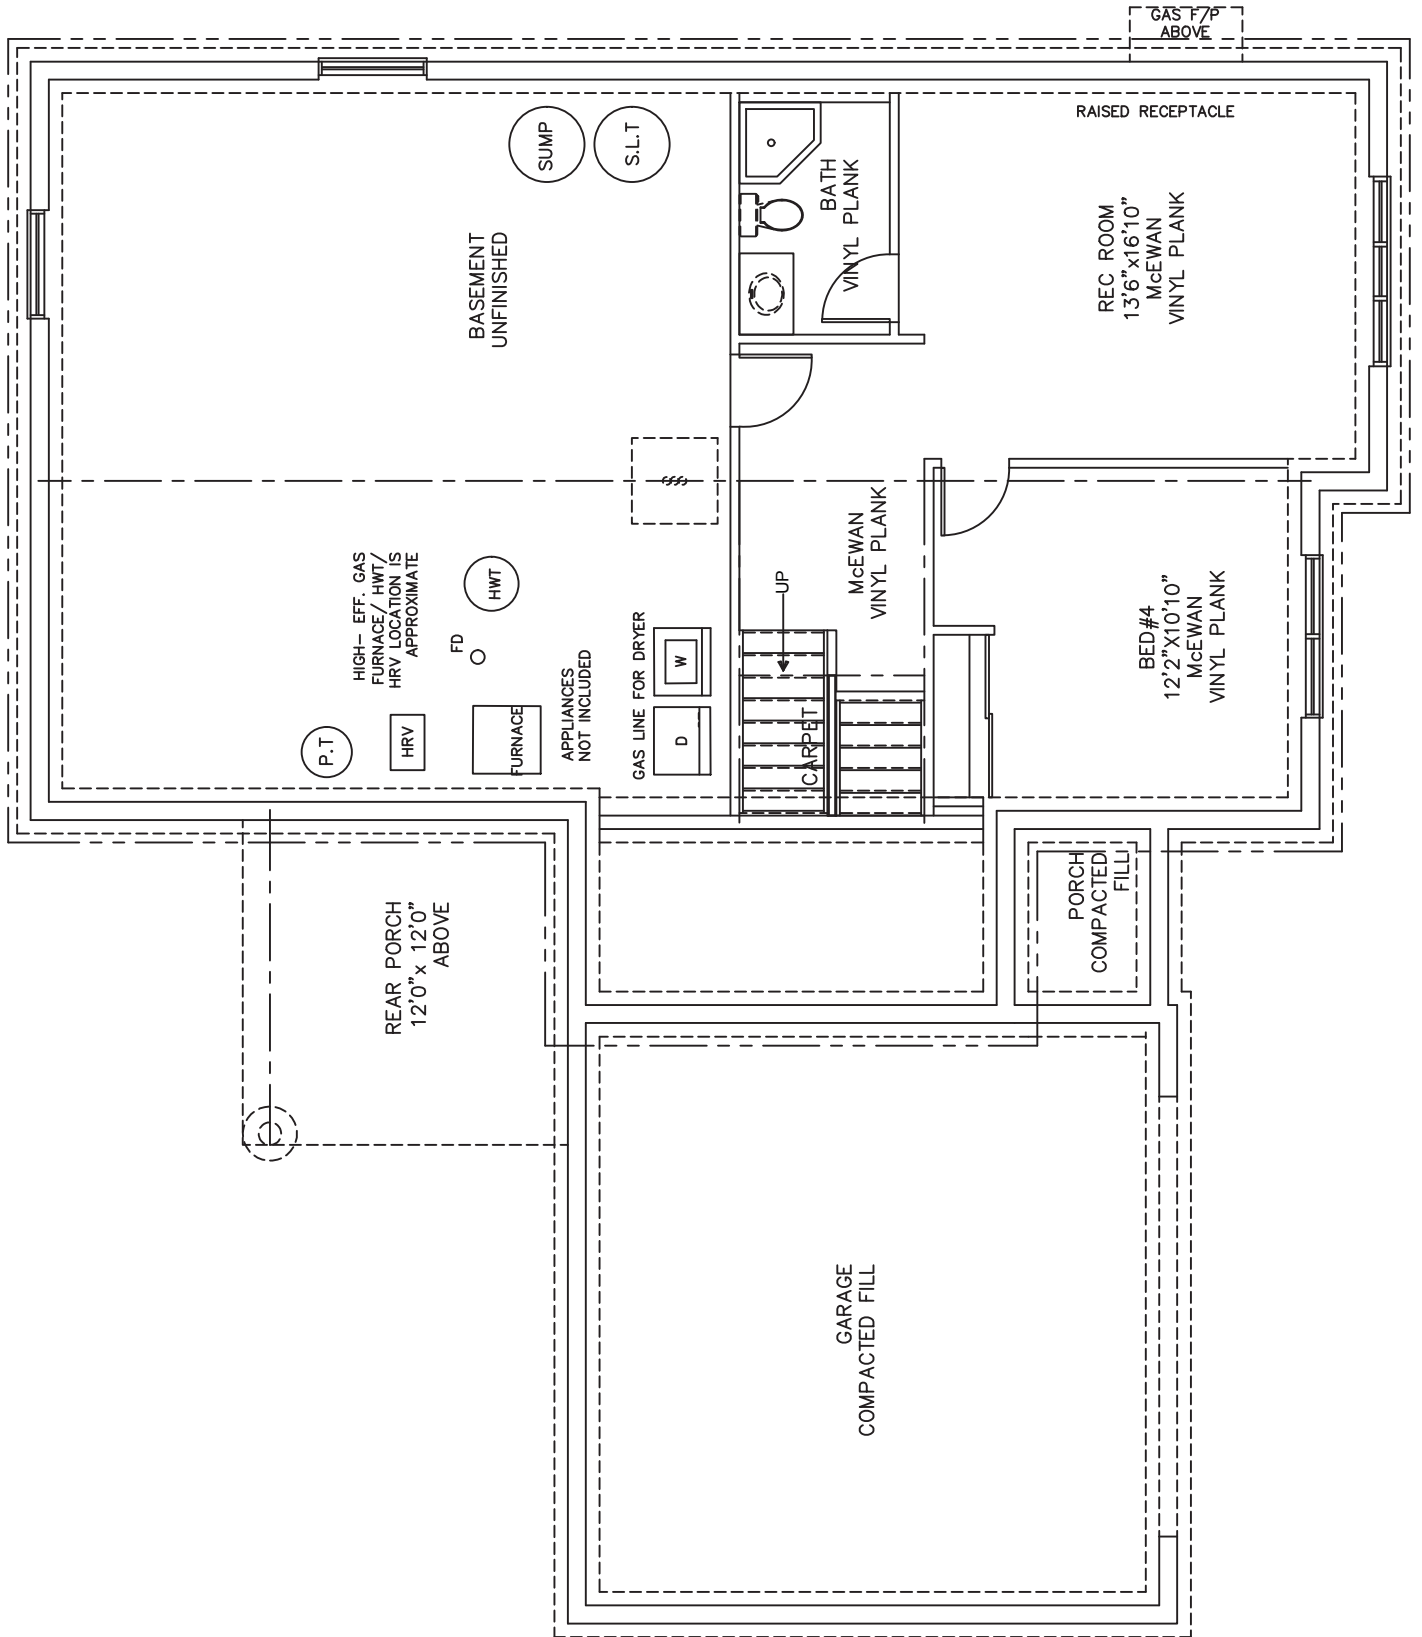 GAS F/P
ABOVE
RAISED RECEPTACLE
SUMP
S.L.T
BATH
VINYL PLANK
REC ROOM
13'6"x16'10"
McEWAN
VINYL PLANK
BASEMENT
UNFINISHED
HIGH- EFF. GAS
FURNACE/ HWT/
HRV LOCATION IS
APPROXIMATE
HWT
FD
P.T
HRV
FURNACE
APPLIANCES
NOT INCLUDED
GAS LINE FOR DRYER
W
D
UP
CARPET
McEWAN
VINYL PLANK
BED#4
12'2"X10'10"
McEWAN
VINYL PLANK
REAR PORCH
12'0"x 12'0"
ABOVE
PORCH
COMPACTED
FILL
GARAGE
COMPACTED FILL